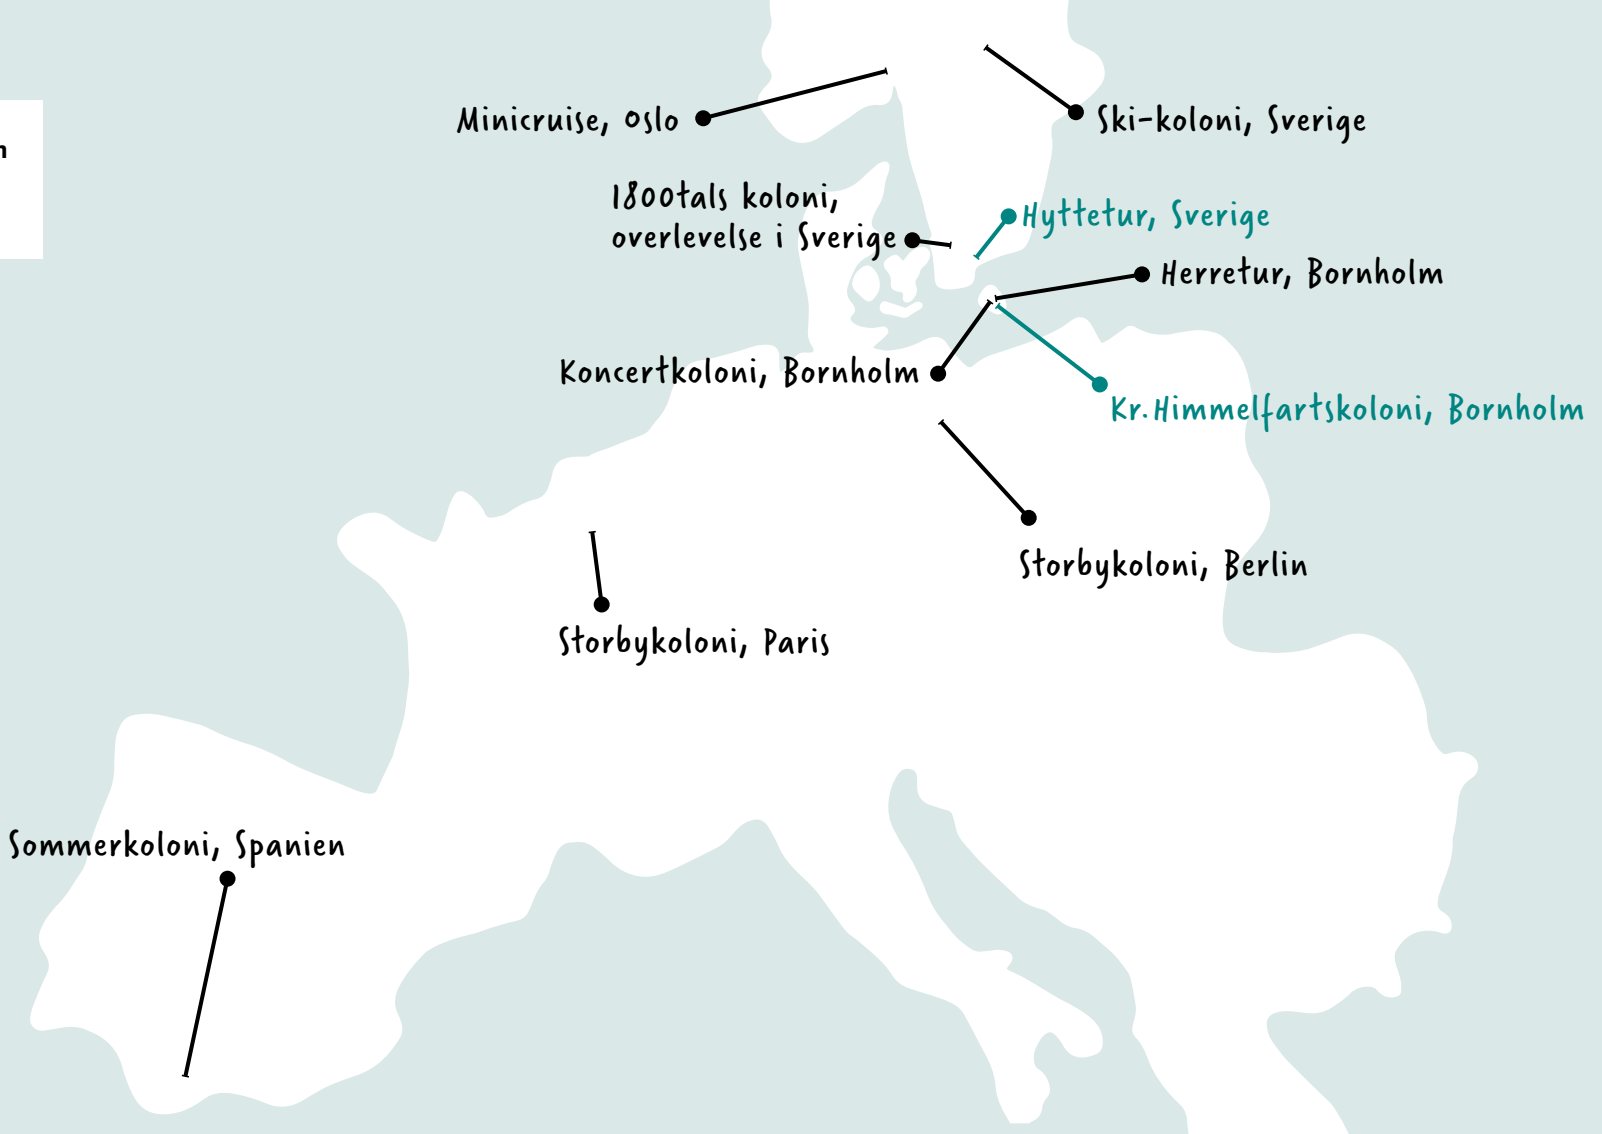 Minicruise, Oslo
Ski-koloni, Sverige
1800tals koloni,
overlevelse i Sverige
Hyttetur, Sverige
Herretur, Bornholm
Koncertkoloni, Bornholm
Kr.Himmelfartskoloni, Bornholm
Storbykoloni, Berlin
Storbykoloni, Paris
Sommerkoloni, Spanien